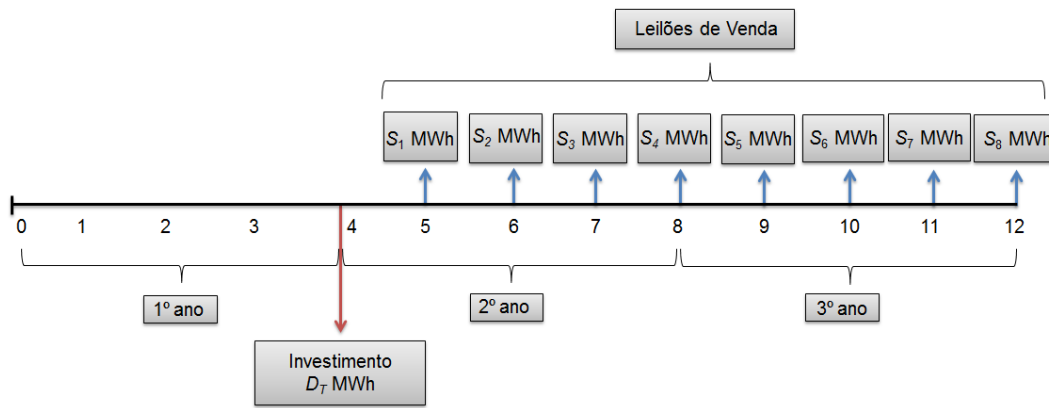 Leilões de Venda
S1 MWh S2 MWh S3 MWh S4 MWh S5 MWh S6 MWh S7 MWh S8 MWh
0 1 2 3 4 5 6 7 8 9 10 11 12
1º ano 2º ano 3º ano
Investimento
DT MWh